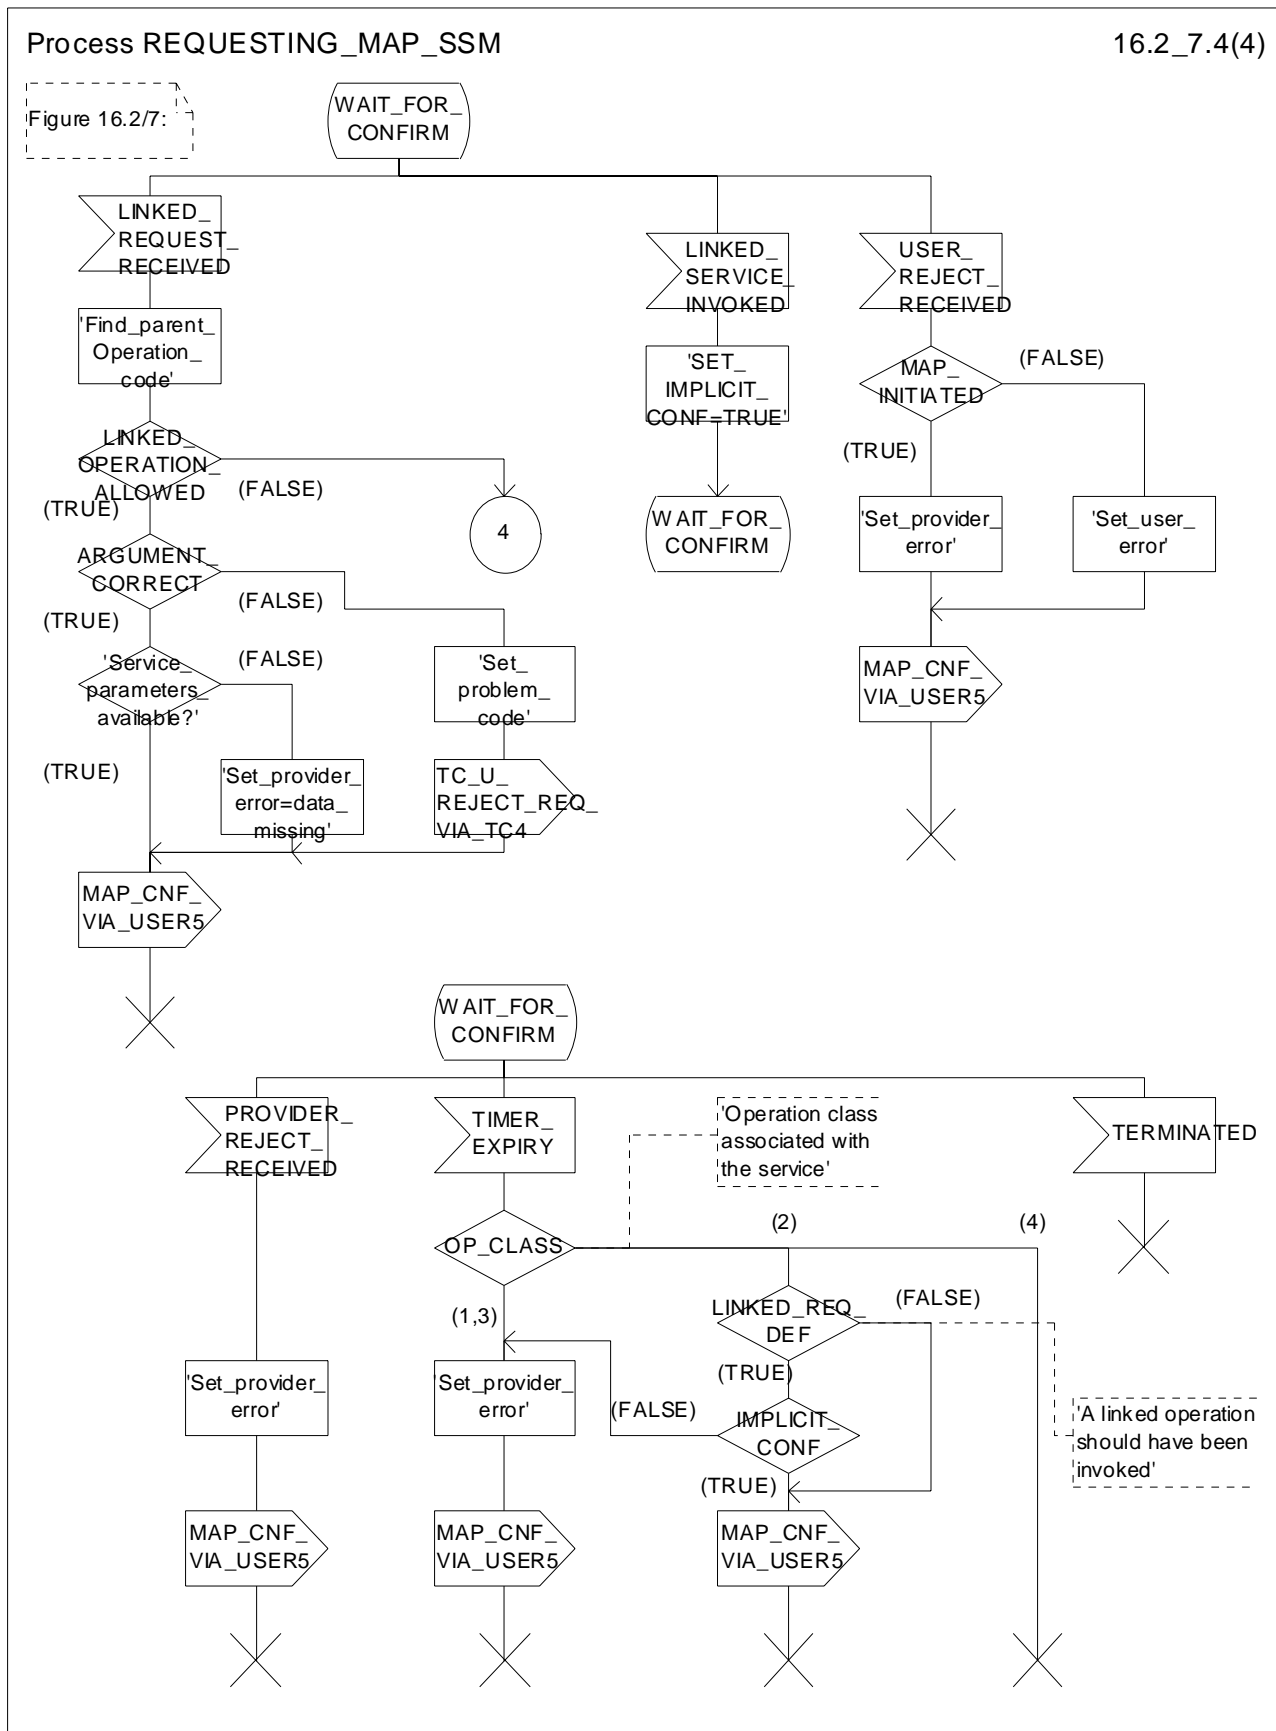 Process REQUESTING_MAP_SSM
16.2_7.4(4)
Figure 16.2/7:
WAIT_FOR_
CONFIRM
LINKED_
REQUEST_
RECEIVED
LINKED_
SERVICE_
INVOKED
USER_
REJECT_
RECEIVED
'Find_parent_
Operation_
code'
'SET_
IMPLICIT_
CONF=TRUE'
MAP_
INITIATED
(FALSE)
(TRUE)
LINKED_
OPERATION_
ALLOWED
(FALSE)
(TRUE)
4
WAIT_FOR_
CONFIRM
'Set_provider_
error'
'Set_user_
error'
ARGUMENT_
CORRECT
(FALSE)
(TRUE)
'Service_
parameters_
available?'
(FALSE)
(TRUE)
'Set_
problem_
code'
MAP_CNF_
VIA_USER5
'Set_provider_
error=data_
missing'
TC_U_
REJECT_REQ_
VIA_TC4
MAP_CNF_
VIA_USER5
WAIT_FOR_
CONFIRM
PROVIDER_
REJECT_
RECEIVED
TIMER_
EXPIRY
'Operation class
associated with
the service'
TERMINATED
OP_CLASS
(2)
(4)
(1,3)
LINKED_REQ_
DEF
(FALSE)
(TRUE)
'Set_provider_
error'
'Set_provider_
error'
(FALSE)
IMPLICIT_
CONF
(TRUE)
'A linked operation
should have been
invoked'
MAP_CNF_
VIA_USER5
MAP_CNF_
VIA_USER5
MAP_CNF_
VIA_USER5